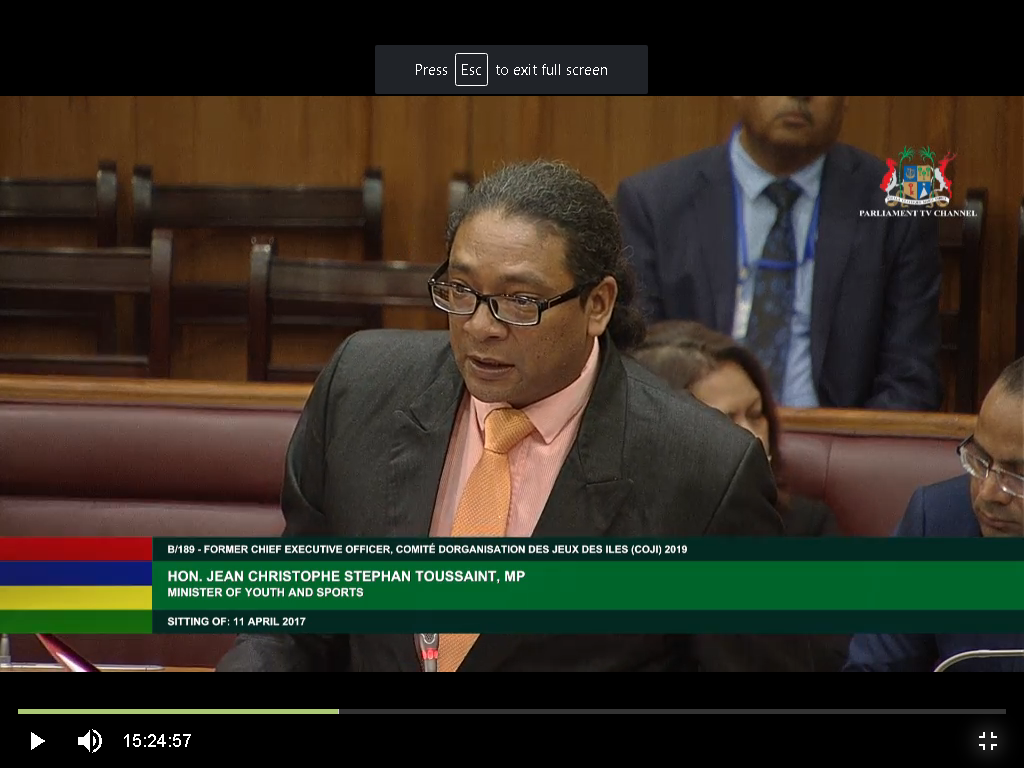 Press Esc to exit full screen
PARLIAMENT TV CHANNEL
B/189 - FORMER CHIEF EXECUTIVE OFFICER, COMITÉ DORGANISATION DES JEUX DES ILES (COJI) 2019
HON. JEAN CHRISTOPHE STEPHAN TOUSSAINT, MP
MINISTER OF YOUTH AND SPORTS
SITTING OF: 11 APRIL 2017
15:24:57